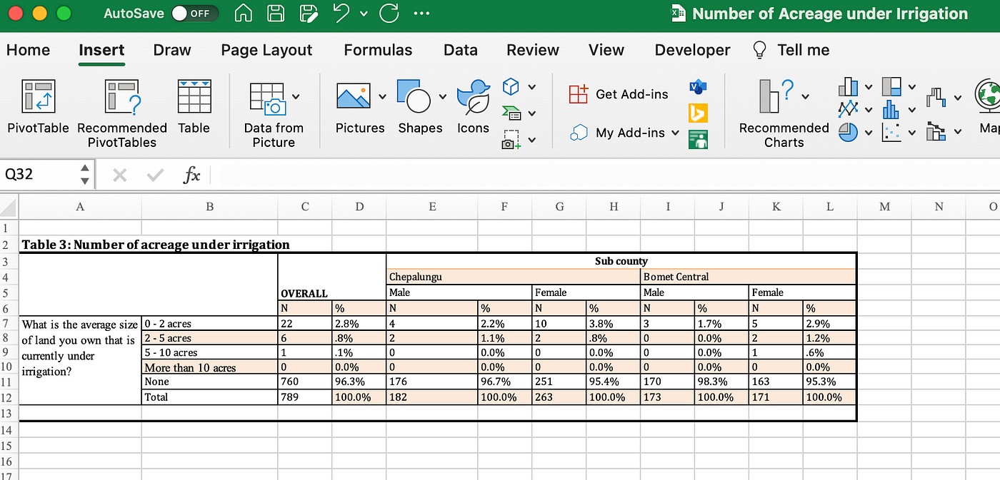 AutoSave OFF Number of Acreage under Irrigation
Home Insert Draw Page Layout Formulas Data Review View Developer Tell me
Get Add-ins
My Add-ins
PivotTable Recommended PivotTables Table Data from Picture Pictures Shapes Icons Recommended Charts
Q32 fx
A B C D E F G H I J K L M N O
1
2 Table 3: Number of acreage under irrigation
3 Sub county
4 Chepalungu Bomet Central
5 OVERALL Male Female Male Female
6 N % N % N % N % N %
7 What is the average size 0 - 2 acres 22 2.8% 4 2.2% 10 3.8% 3 1.7% 5 2.9%
8 of land you own that is 2 - 5 acres 6 .8% 2 1.1% 2 .8% 0 0.0% 2 1.2%
9 currently under 5 - 10 acres 1 .1% 0 0.0% 0 0.0% 0 0.0% 1 .6%
10 irrigation? More than 10 acres 0 0.0% 0 0.0% 0 0.0% 0 0.0% 0 0.0%
11 None 760 96.3% 176 96.7% 251 95.4% 170 98.3% 163 95.3%
12 Total 789 100.0% 182 100.0% 263 100.0% 173 100.0% 171 100.0%
13
14
15
16
17